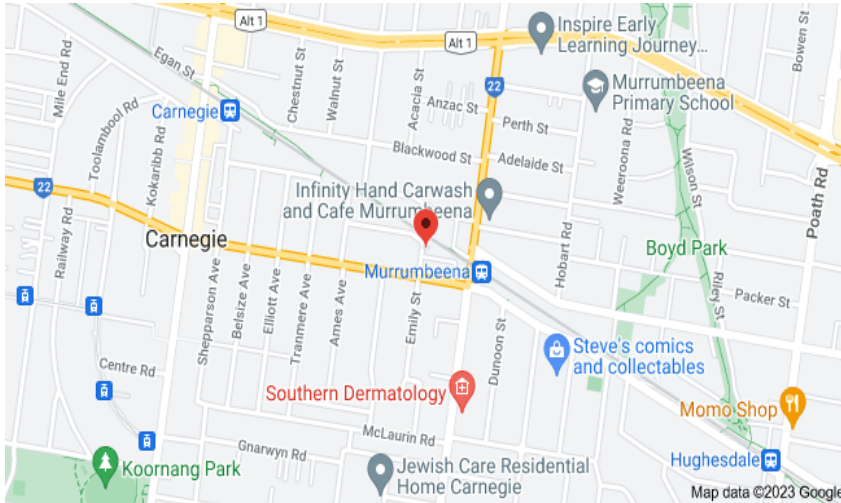 Alt 1
Inspire Early
Learning Journey...
Bowen St
Egan St
Mile End Rd
Chestnut St
Walnut St
Acacia St
Alt 1
22
Murrumbeena
Primary School
Carnegie
Toolambool Rd
Kokaribb Rd
Anzac St
Perth St
Blackwood St
Adelaide St
Weeroona Rd
Wilson St
Poath Rd
22
Railway Rd
Infinity Hand Carwash
and Cafe Murrumbeena
Carnegie
Hobart Rd
Boyd Park
Murrumbeena
Packer St
Riley St
Shepparson Ave
Belsize Ave
Elliott Ave
Tranmere Ave
Ames Ave
Emily St
Dunoon St
Steve's comics
and collectables
Centre Rd
Southern Dermatology
Momo Shop
McLaurin Rd
Gnarwyn Rd
Koornang Park
Jewish Care Residential
Home Carnegie
Hughesdale
Map data ©2023 Google